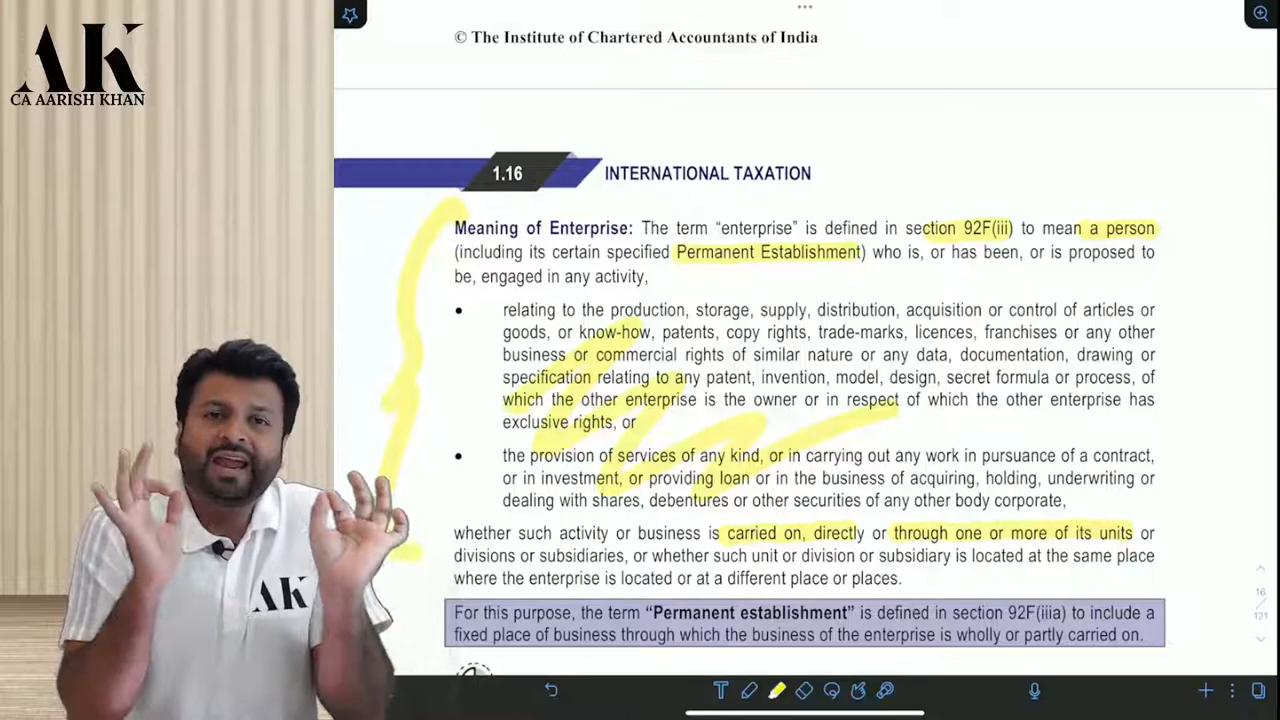 AK
CA AARISH KHAN
© The Institute of Chartered Accountants of India
1.16
INTERNATIONAL TAXATION
Meaning of Enterprise: The term “enterprise” is defined in section 92F(iii) to mean a person
(including its certain specified Permanent Establishment) who is, or has been, or is proposed to
be, engaged in any activity,
• relating to the production, storage, supply, distribution, acquisition or control of articles or
goods, or know-how, patents, copy rights, trade-marks, licences, franchises or any other
business or commercial rights of similar nature or any data, documentation, drawing or
specification relating to any patent, invention, model, design, secret formula or process, of
which the other enterprise is the owner or in respect of which the other enterprise has
exclusive rights, or
• the provision of services of any kind, or in carrying out any work in pursuance of a contract,
or in investment, or providing loan or in the business of acquiring, holding, underwriting or
dealing with shares, debentures or other securities of any other body corporate,
whether such activity or business is carried on, directly or through one or more of its units or
divisions or subsidiaries, or whether such unit or division or subsidiary is located at the same place
where the enterprise is located or at a different place or places.
For this purpose, the term “Permanent establishment” is defined in section 92F(iiia) to include a
fixed place of business through which the business of the enterprise is wholly or partly carried on.
AK
16
121
T